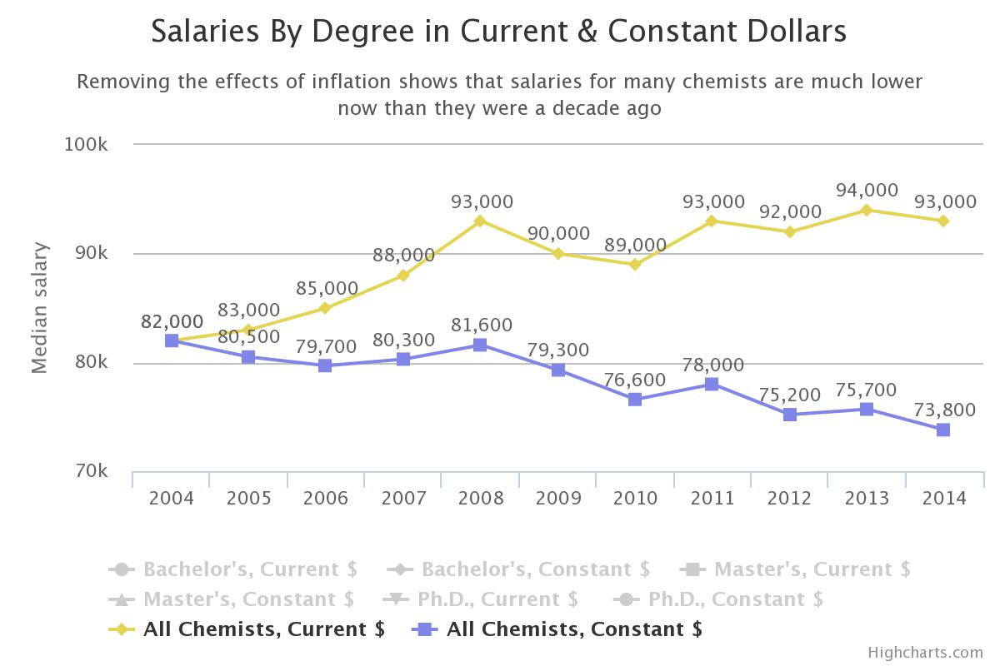 Salaries By Degree in Current & Constant Dollars
Removing the effects of inflation shows that salaries for many chemists are much lower
now than they were a decade ago
Median salary
100k
90k
80k
70k
82,000
83,000
85,000
88,000
93,000
90,000
89,000
93,000
92,000
94,000
93,000
82,000
80,500
79,700
80,300
81,600
79,300
76,600
78,000
75,200
75,700
73,800
2004 2005 2006 2007 2008 2009 2010 2011 2012 2013 2014
Bachelor's, Current $ Bachelor's, Constant $ Master's, Current $
Master's, Constant $ Ph.D., Current $ Ph.D., Constant $
All Chemists, Current $ All Chemists, Constant $
Highcharts.com